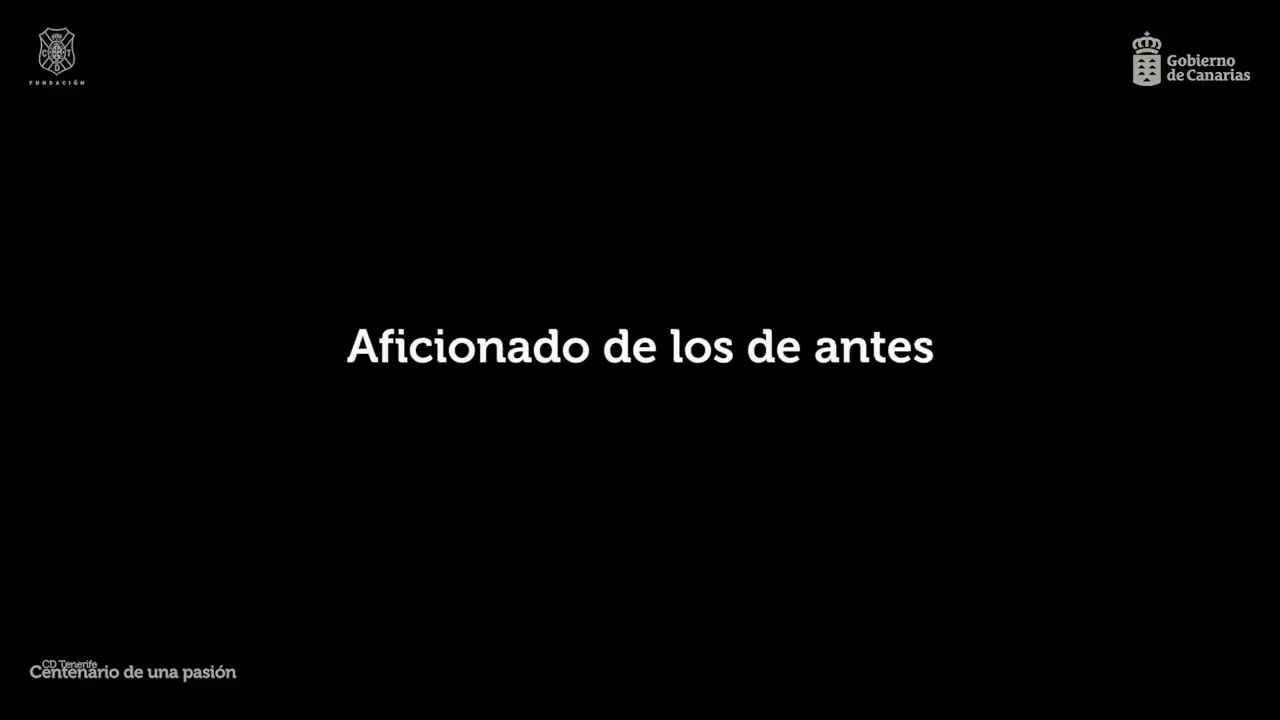 C T
D
FUNDACIÓN
Gobierno
de Canarias
Aficionado de los de antes
CD Tenerife
Centenario de una pasión